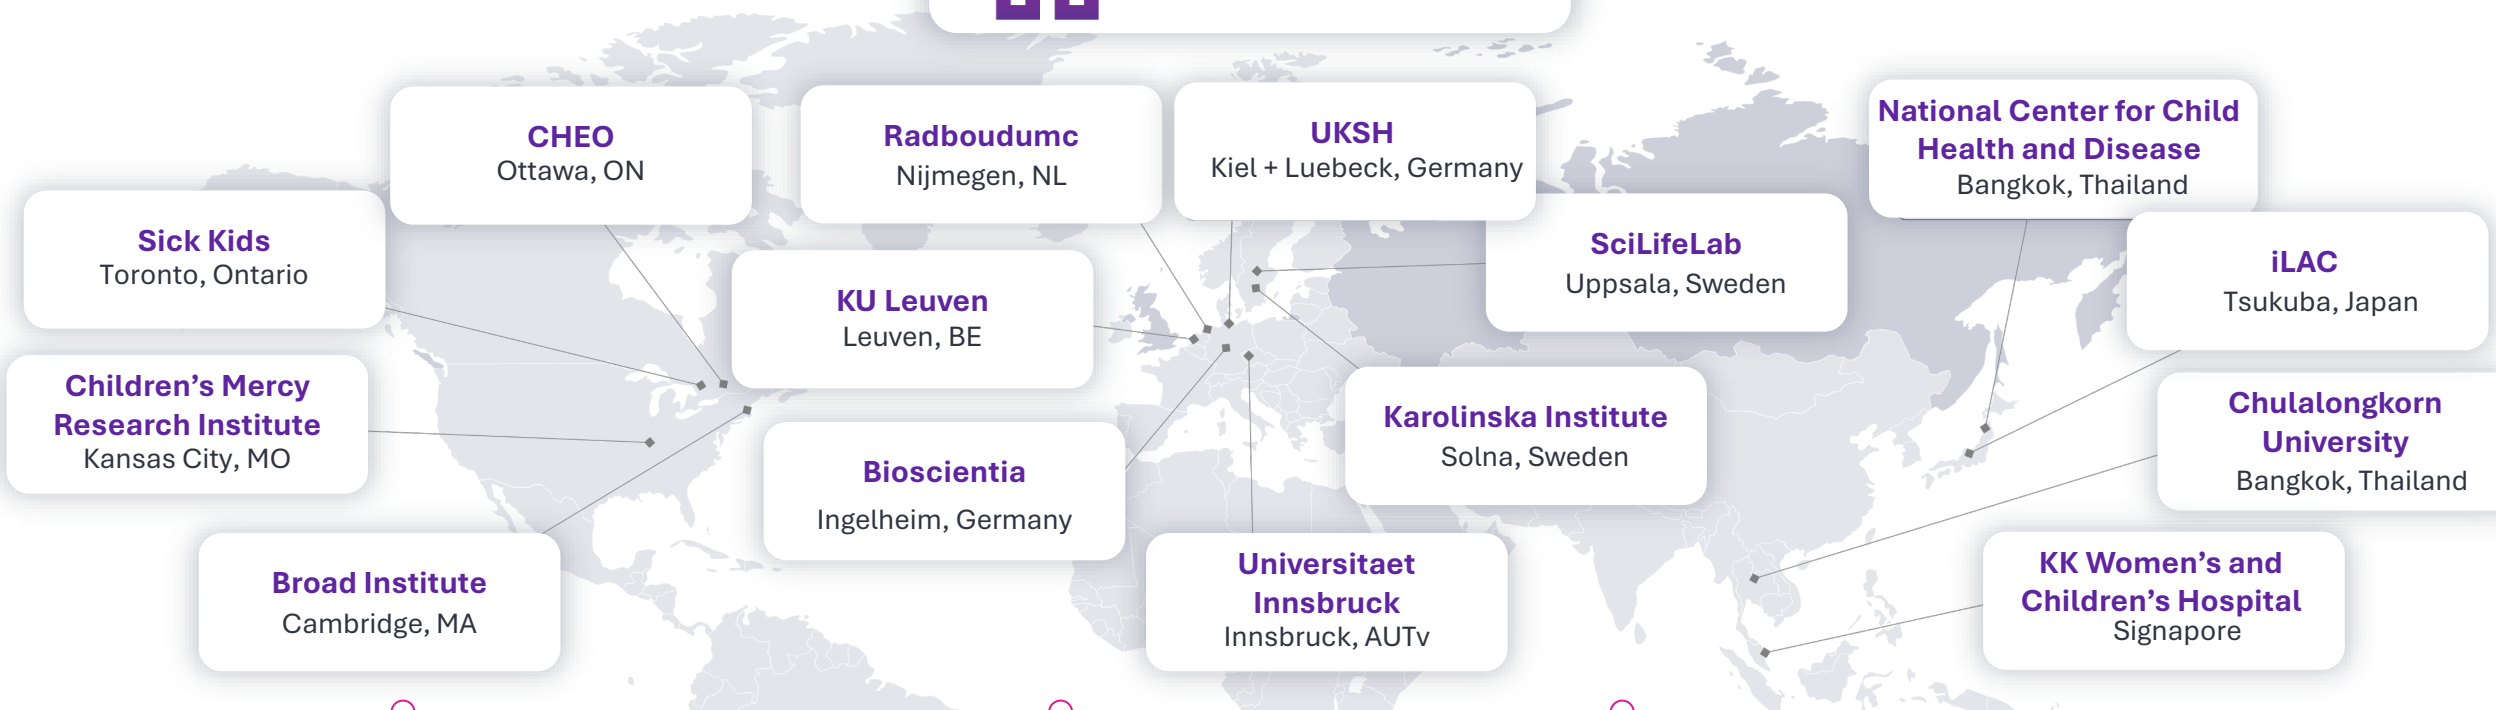 CHEO
Ottawa, ON
Radboudumc
Nijmegen, NL
UKSH
Kiel + Luebeck, Germany
National Center for Child
Health and Disease
Bangkok, Thailand
Sick Kids
Toronto, Ontario
KU Leuven
Leuven, BE
SciLifeLab
Uppsala, Sweden
iLAC
Tsukuba, Japan
Children’s Mercy
Research Institute
Kansas City, MO
Bioscientia
Ingelheim, Germany
Karolinska Institute
Solna, Sweden
Chulalongkorn
University
Bangkok, Thailand
Broad Institute
Cambridge, MA
Universitaet
Innsbruck
Innsbruck, AUTv
KK Women’s and
Children’s Hospital
Signapore